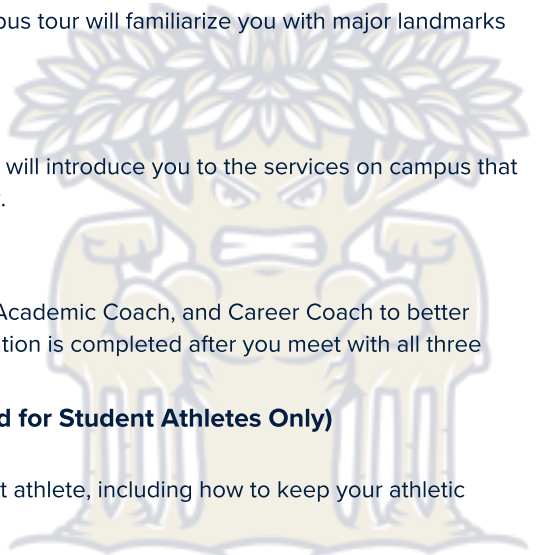 ous tour will familiarize you with major landmarks
will introduce you to the services on campus that
.
Academic Coach, and Career Coach to better
tion is completed after you meet with all three
d for Student Athletes Only)
t athlete, including how to keep your athletic